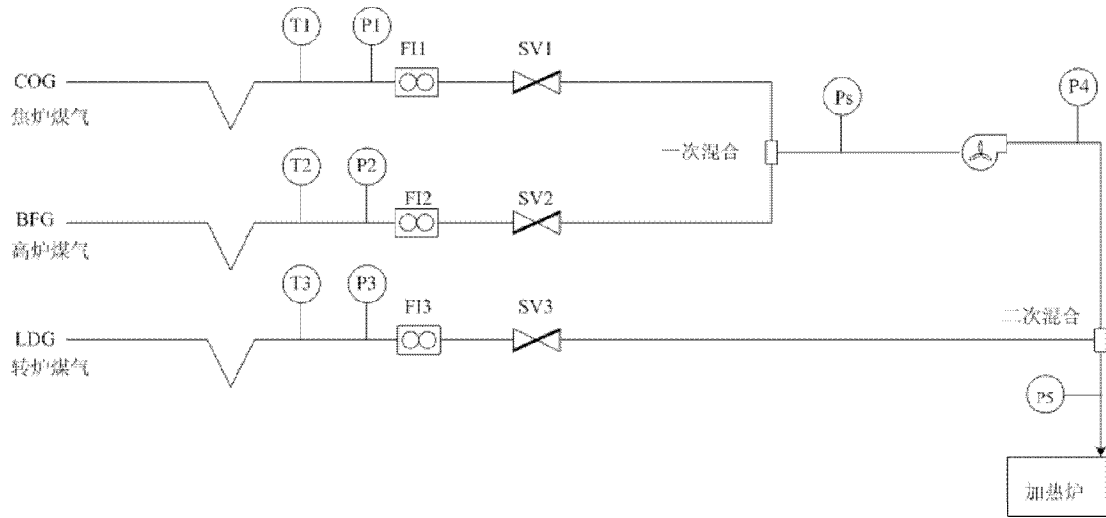 T1
P1
FI1
SV1
COG
焦炉煤气
Ps
P4
一次混合
T2
P2
FI2
SV2
BFG
高炉煤气
T3
P3
FI3
SV3
二次混合
LDG
转炉煤气
P5
加热炉